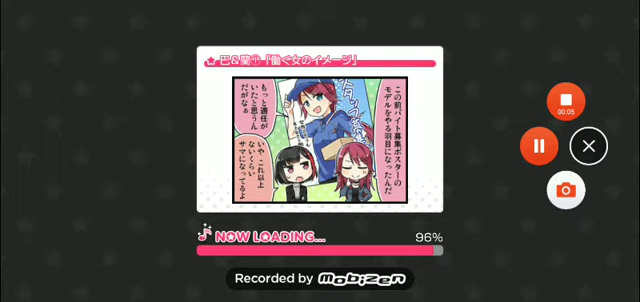 巴&蘭①「働く女のイメージ」
この前バイト募集ポスターの
モデルをやる羽目になったんだ
もっと適任が
いたと思うん
だがなぁ
いや、これ以上
ないくらい
サマになってるよ
スタッフ
NOW LOADING...
96%
Recorded by MOBIZEN
00:05